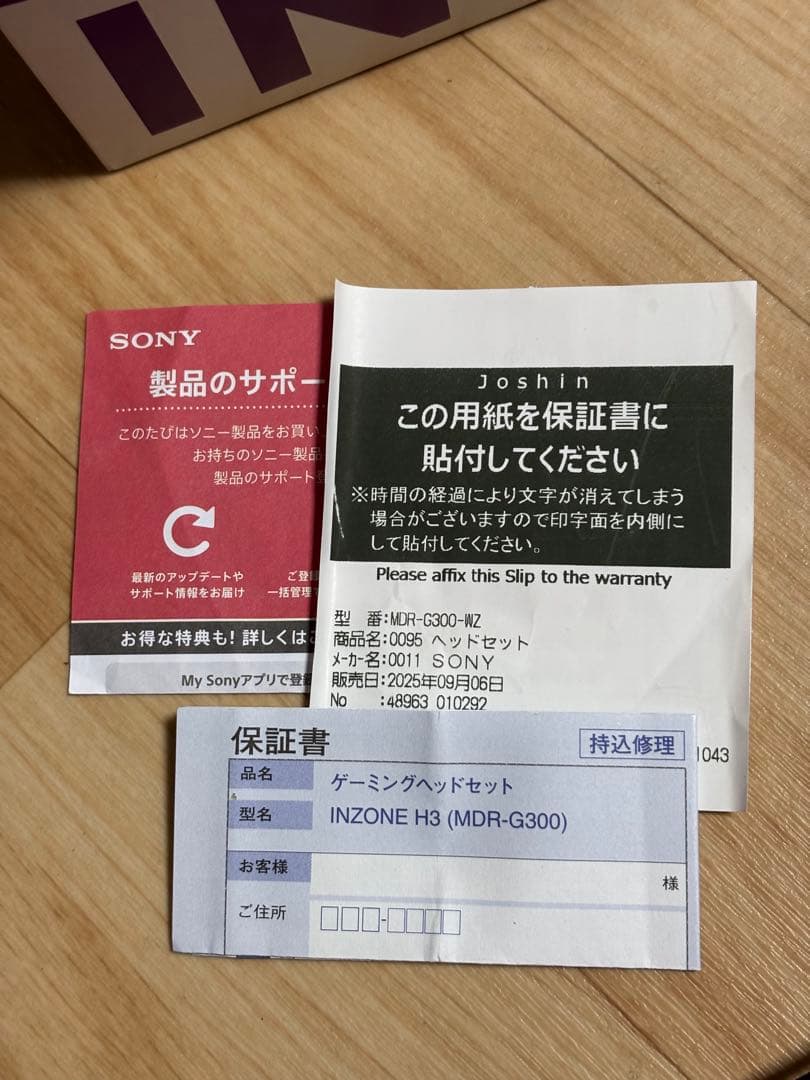 SONY
製品のサポー
このたびはソニー製品をお買い
お持ちのソニー製品
製品のサポート登
最新のアップデートや
サポート情報をお届け
ご登録
一括管理
お得な特典も! 詳しくはこ
My Sonyアプリで登録
Joshin
この用紙を保証書に
貼付してください
※時間の経過により文字が消えてしまう
場合がございますので印字面を内側に
して貼付してください。
Please affix this Slip to the warranty
型 番:MDR-G300-WZ
商品名:0095 ヘッドセット
メーカー名:0011 SONY
販売日:2025年09月06日
No :48963 010292
1043
保証書
持込修理
品名
ゲーミングヘッドセット
型名
INZONE H3 (MDR-G300)
お客様
様
ご住所